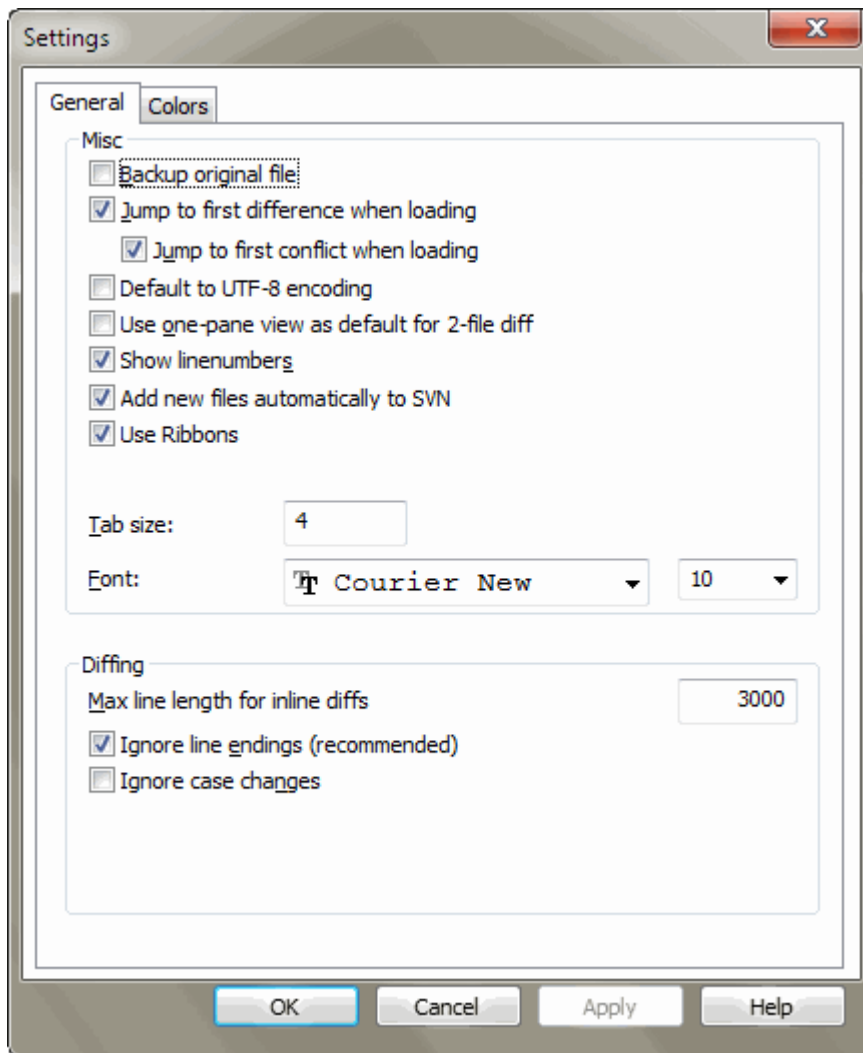 Settings
X
General Colors
Misc
Backup original file
Jump to first difference when loading
Jump to first conflict when loading
Default to UTF-8 encoding
Use one-pane view as default for 2-file diff
Show linenumbers
Add new files automatically to SVN
Use Ribbons
Tab size: 4
Font: Courier New 10
Diffing
Max line length for inline diffs 3000
Ignore line endings (recommended)
Ignore case changes
OK Cancel Apply Help